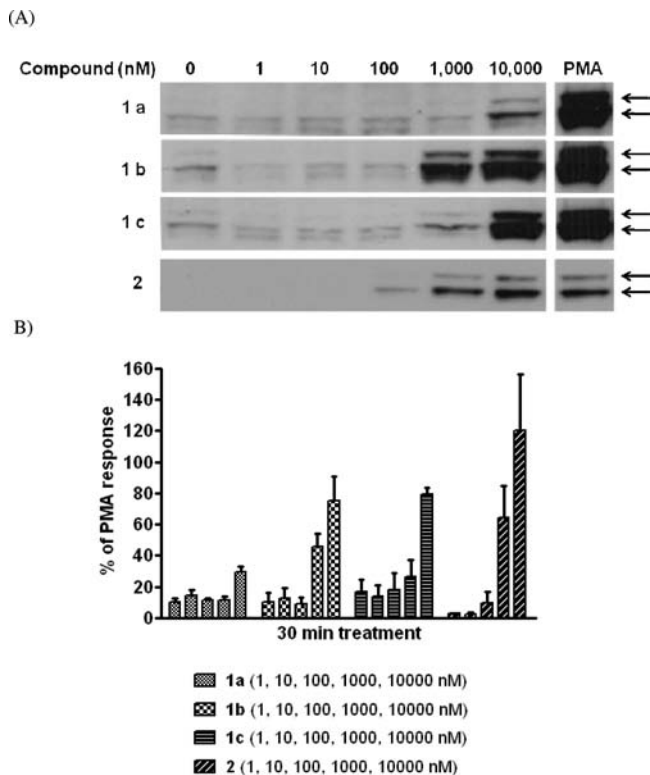 (A)
Compound (nM) 0 1 10 100 1,000 10,000 PMA
1 a
1 b
1 c
2
B)
160
140
120
100
80
60
40
20
0
% of PMA response
30 min treatment
1a (1, 10, 100, 1000, 10000 nM)
1b (1, 10, 100, 1000, 10000 nM)
1c (1, 10, 100, 1000, 10000 nM)
2 (1, 10, 100, 1000, 10000 nM)